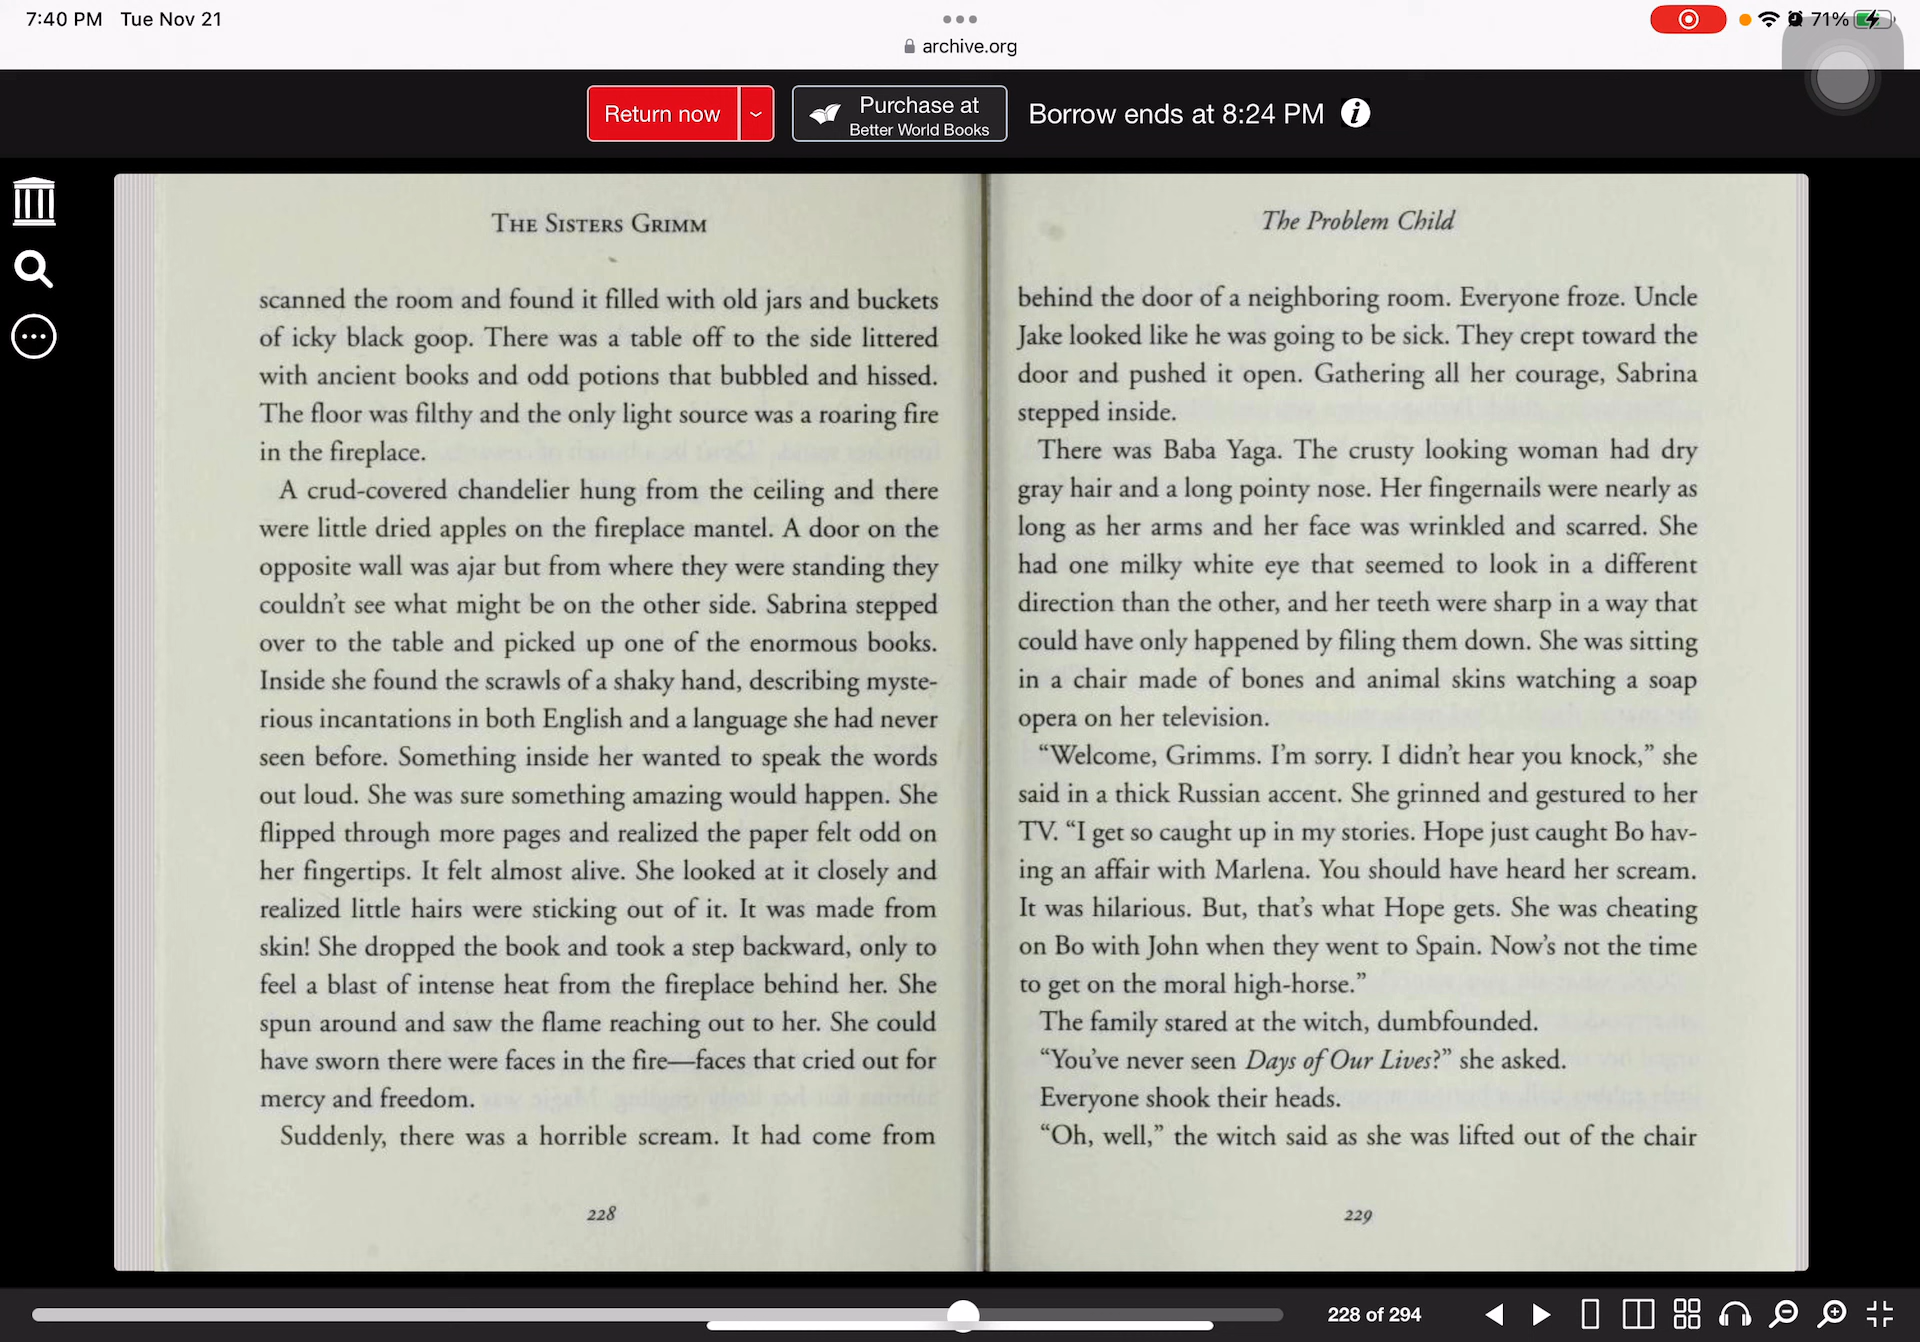 7:40 PM Tue Nov 21
71%
archive.org
Return now
Purchase at
Better World Books
Borrow ends at 8:24 PM
THE SISTERS GRIMM
scanned the room and found it filled with old jars and buckets
of icky black goop. There was a table off to the side littered
with ancient books and odd potions that bubbled and hissed.
The floor was filthy and the only light source was a roaring fire
in the fireplace.
A crud-covered chandelier hung from the ceiling and there
were little dried apples on the fireplace mantel. A door on the
opposite wall was ajar but from where they were standing they
couldn't see what might be on the other side. Sabrina stepped
over to the table and picked up one of the enormous books.
Inside she found the scrawls of a shaky hand, describing myste-
rious incantations in both English and a language she had never
seen before. Something inside her wanted to speak the words
out loud. She was sure something amazing would happen. She
flipped through more pages and realized the paper felt odd on
her fingertips. It felt almost alive. She looked at it closely and
realized little hairs were sticking out of it. It was made from
skin! She dropped the book and took a step backward, only to
feel a blast of intense heat from the fireplace behind her. She
spun around and saw the flame reaching out to her. She could
have sworn there were faces in the fire—faces that cried out for
mercy and freedom.
Suddenly, there was a horrible scream. It had come from
228
The Problem Child
behind the door of a neighboring room. Everyone froze. Uncle
Jake looked like he was going to be sick. They crept toward the
door and pushed it open. Gathering all her courage, Sabrina
stepped inside.
There was Baba Yaga. The crusty looking woman had dry
gray hair and a long pointy nose. Her fingernails were nearly as
long as her arms and her face was wrinkled and scarred. She
had one milky white eye that seemed to look in a different
direction than the other, and her teeth were sharp in a way that
could have only happened by filing them down. She was sitting
in a chair made of bones and animal skins watching a soap
opera on her television.
“Welcome, Grimms. I'm sorry. I didn't hear you knock,” she
said in a thick Russian accent. She grinned and gestured to her
TV. “I get so caught up in my stories. Hope just caught Bo hav-
ing an affair with Marlena. You should have heard her scream.
It was hilarious. But, that's what Hope gets. She was cheating
on Bo with John when they went to Spain. Now's not the time
to get on the moral high-horse.”
The family stared at the witch, dumbfounded.
“You've never seen Days of Our Lives?” she asked.
Everyone shook their heads.
“Oh, well,” the witch said as she was lifted out of the chair
229
228 of 294